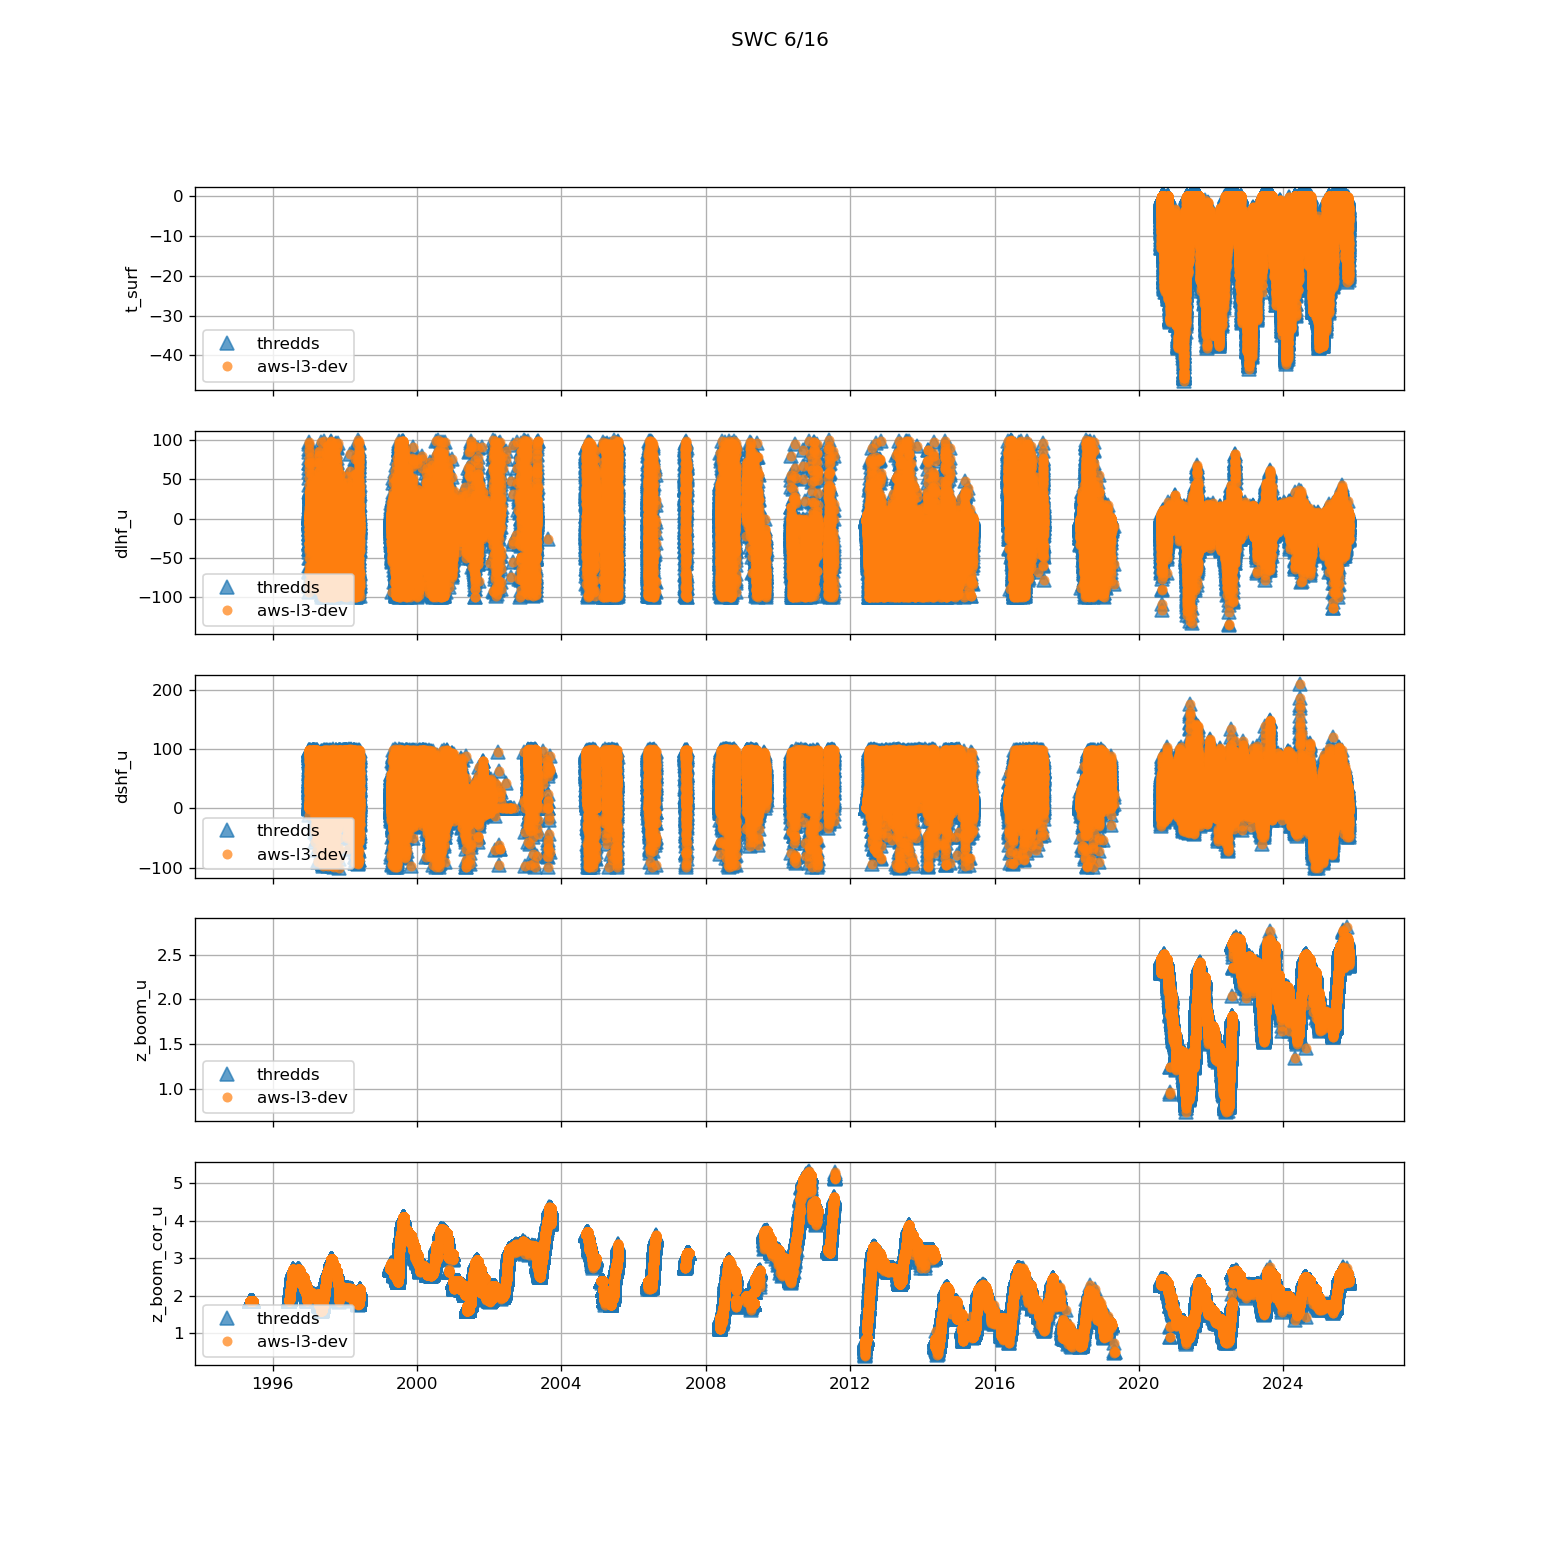 SWC 6/16
t_surf
0
−10
−20
−30
−40
thredds
aws-l3-dev
dlhf_u
100
50
0
−50
−100
thredds
aws-l3-dev
dshf_u
200
100
0
−100
thredds
aws-l3-dev
z_boom_u
2.5
2.0
1.5
1.0
thredds
aws-l3-dev
z_boom_cor_u
5
4
3
2
1
thredds
aws-l3-dev
1996 2000 2004 2008 2012 2016 2020 2024